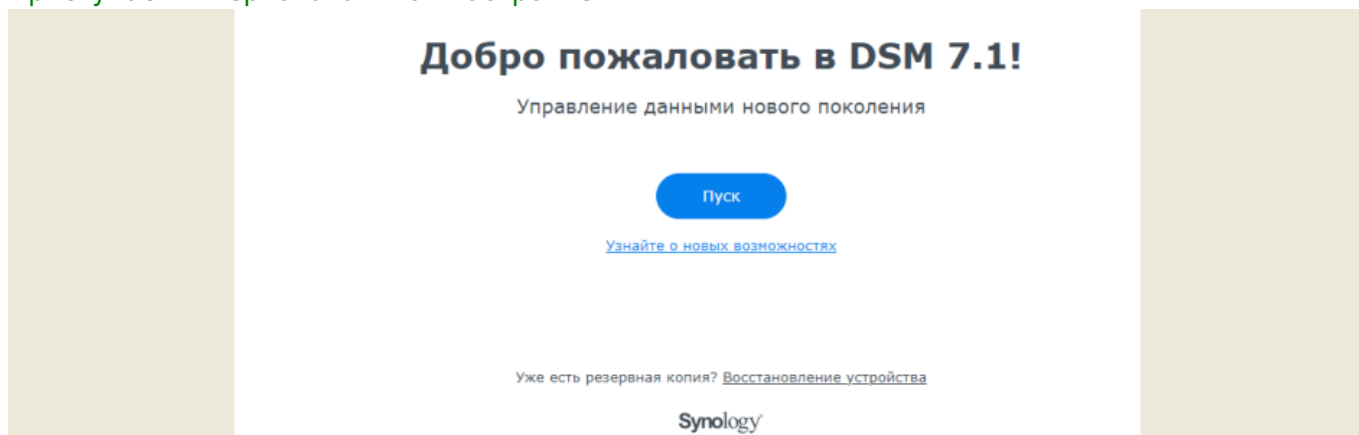 Добро пожаловать в DSM 7.1!
Управление данными нового поколения
Пуск
Узнайте о новых возможностях
Уже есть резервная копия? Восстановление устройства
Synology